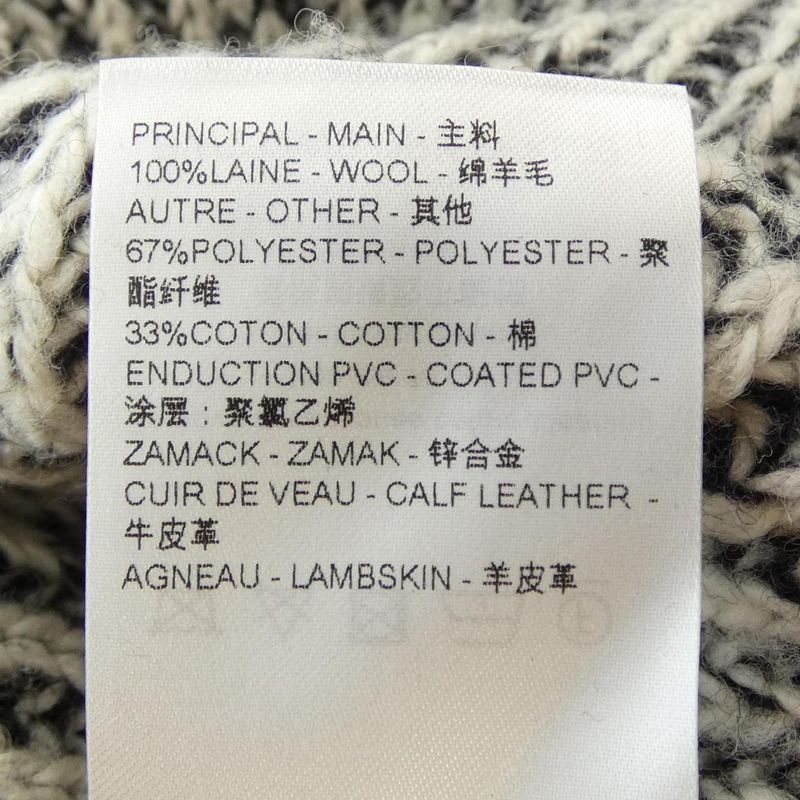 PRINCIPAL - MAIN - 主料
100%LAINE - WOOL - 绵羊毛
AUTRE - OTHER - 其他
67%POLYESTER - POLYESTER - 聚
酯纤维
33%COTON - COTTON - 棉
ENDUCTION PVC - COATED PVC -
涂层：聚氯乙烯
ZAMACK - ZAMAK - 锌合金
CUIR DE VEAU - CALF LEATHER -
牛皮革
AGNEAU - LAMBSKIN - 羊皮革